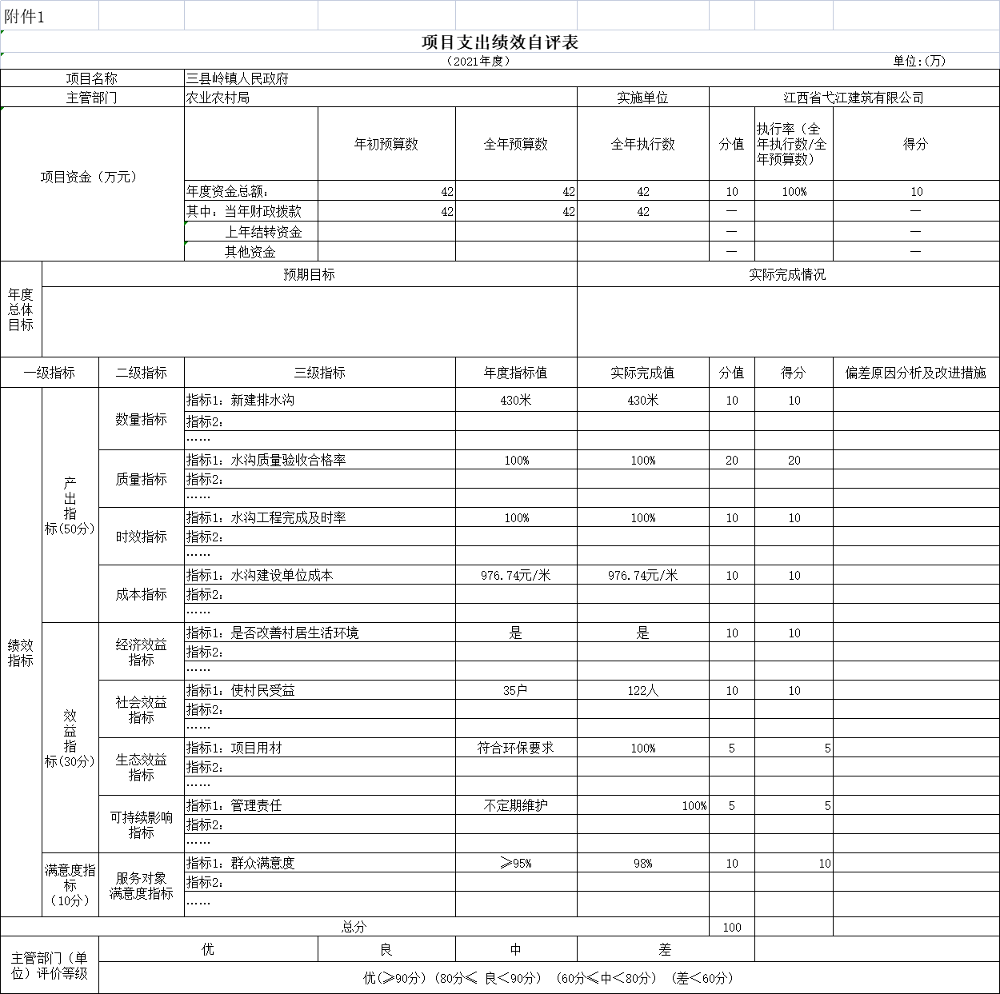 附件1
项目支出绩效自评表
（2021年度） 单位:(万)
项目名称 三县岭镇人民政府
主管部门 农业农村局 实施单位 江西省弋江建筑有限公司
项目资金（万元）
年初预算数 全年预算数 全年执行数 分值 执行率（全年执行数/全年预算数） 得分
年度资金总额： 42 42 42 10 100% 10
其中：当年财政拨款 42 42 42 — —
上年结转资金 — —
其他资金 — —
年度总体目标
预期目标 实际完成情况
一级指标 二级指标 三级指标 年度指标值 实际完成值 分值 得分 偏差原因分析及改进措施
绩效指标
产出指标(50分)
数量指标
指标1：新建排水沟 430米 430米 10 10
指标2：
……
质量指标
指标1：水沟质量验收合格率 100% 100% 20 20
指标2：
……
时效指标
指标1：水沟工程完成及时率 100% 100% 10 10
指标2：
……
成本指标
指标1：水沟建设单位成本 976.74元/米 976.74元/米 10 10
指标2：
……
效益指标(30分)
经济效益指标
指标1：是否改善村居生活环境 是 是 10 10
指标2：
……
社会效益指标
指标1：使村民受益 35户 122人 10 10
指标2：
……
生态效益指标
指标1：项目用材 符合环保要求 100% 5 5
指标2：
……
可持续影响指标
指标1：管理责任 不定期维护 100% 5 5
指标2：
……
满意度指标（10分）
服务对象满意度指标
指标1：群众满意度 ≥95% 98% 10 10
指标2：
……
总分 100
主管部门（单位）评价等级
优 良 中 差
优(≥90分)（80分≤ 良＜90分）（60分≤中＜80分）（差＜60分）